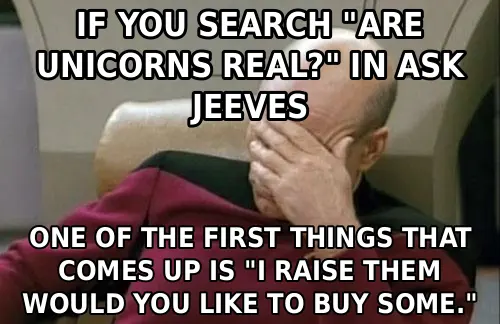 IF YOU SEARCH "ARE
UNICORNS REAL?" IN ASK
JEEVES
ONE OF THE FIRST THINGS THAT
COMES UP IS "I RAISE THEM
WOULD YOU LIKE TO BUY SOME."